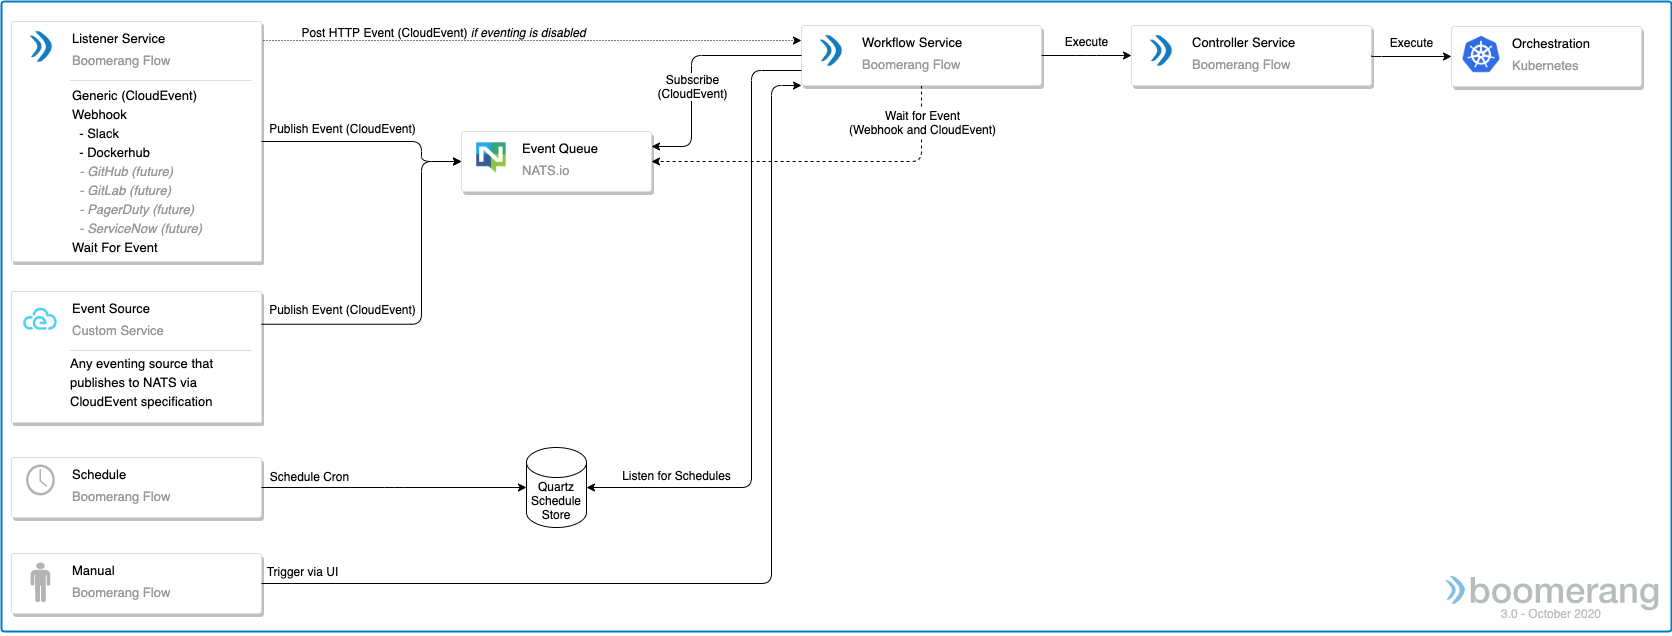 Listener Service
Boomerang Flow
Generic (CloudEvent)
Webhook
- Slack
- Dockerhub
- GitHub (future)
- GitLab (future)
- PagerDuty (future)
- ServiceNow (future)
Wait For Event
Post HTTP Event (CloudEvent) if eventing is disabled
Publish Event (CloudEvent)
Event Source
Custom Service
Any eventing source that
publishes to NATS via
CloudEvent specification
Publish Event (CloudEvent)
Event Queue
NATS.io
Subscribe
(CloudEvent)
Workflow Service
Boomerang Flow
Wait for Event
(Webhook and CloudEvent)
Execute
Controller Service
Boomerang Flow
Execute
Orchestration
Kubernetes
Schedule
Boomerang Flow
Schedule Cron
Quartz
Schedule
Store
Listen for Schedules
Manual
Boomerang Flow
Trigger via UI
boomerang
3.0 - October 2020